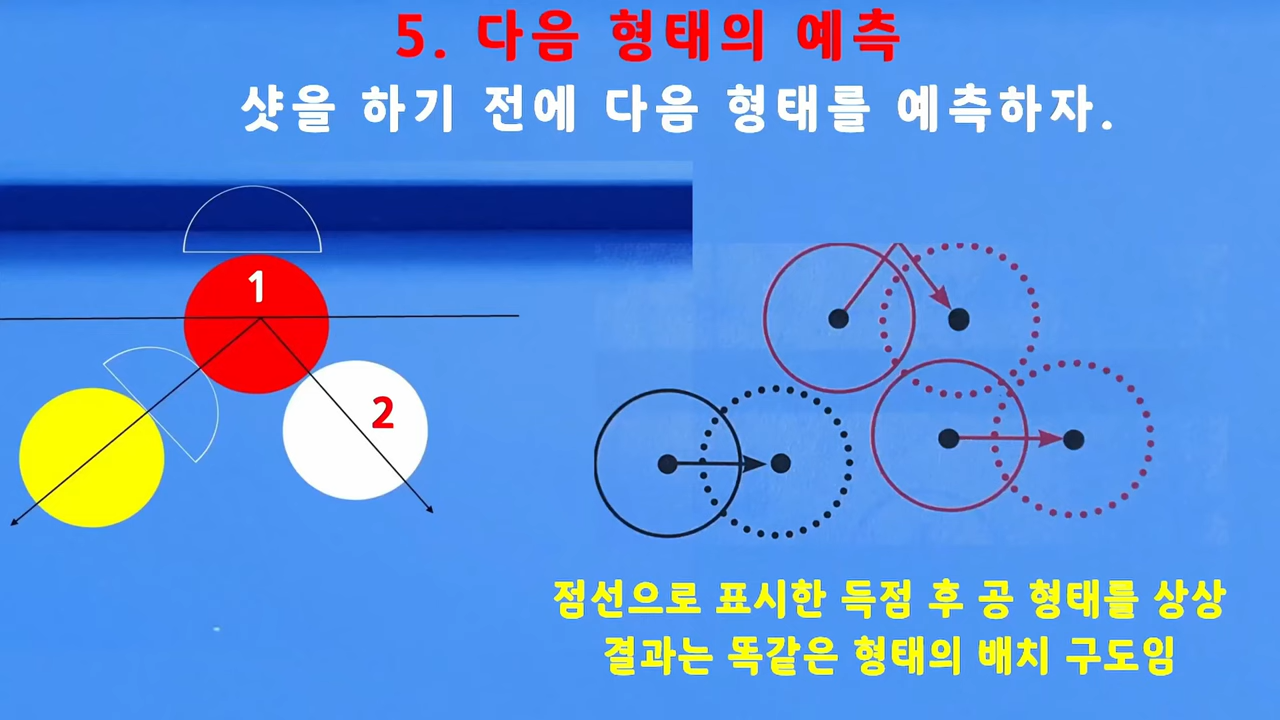 5. 다음 형태의 예측
샷을 하기 전에 다음 형태를 예측하자.
1
2
점선으로 표시한 득점 후 공 형태를 상상
결과는 똑같은 형태의 배치 구도임